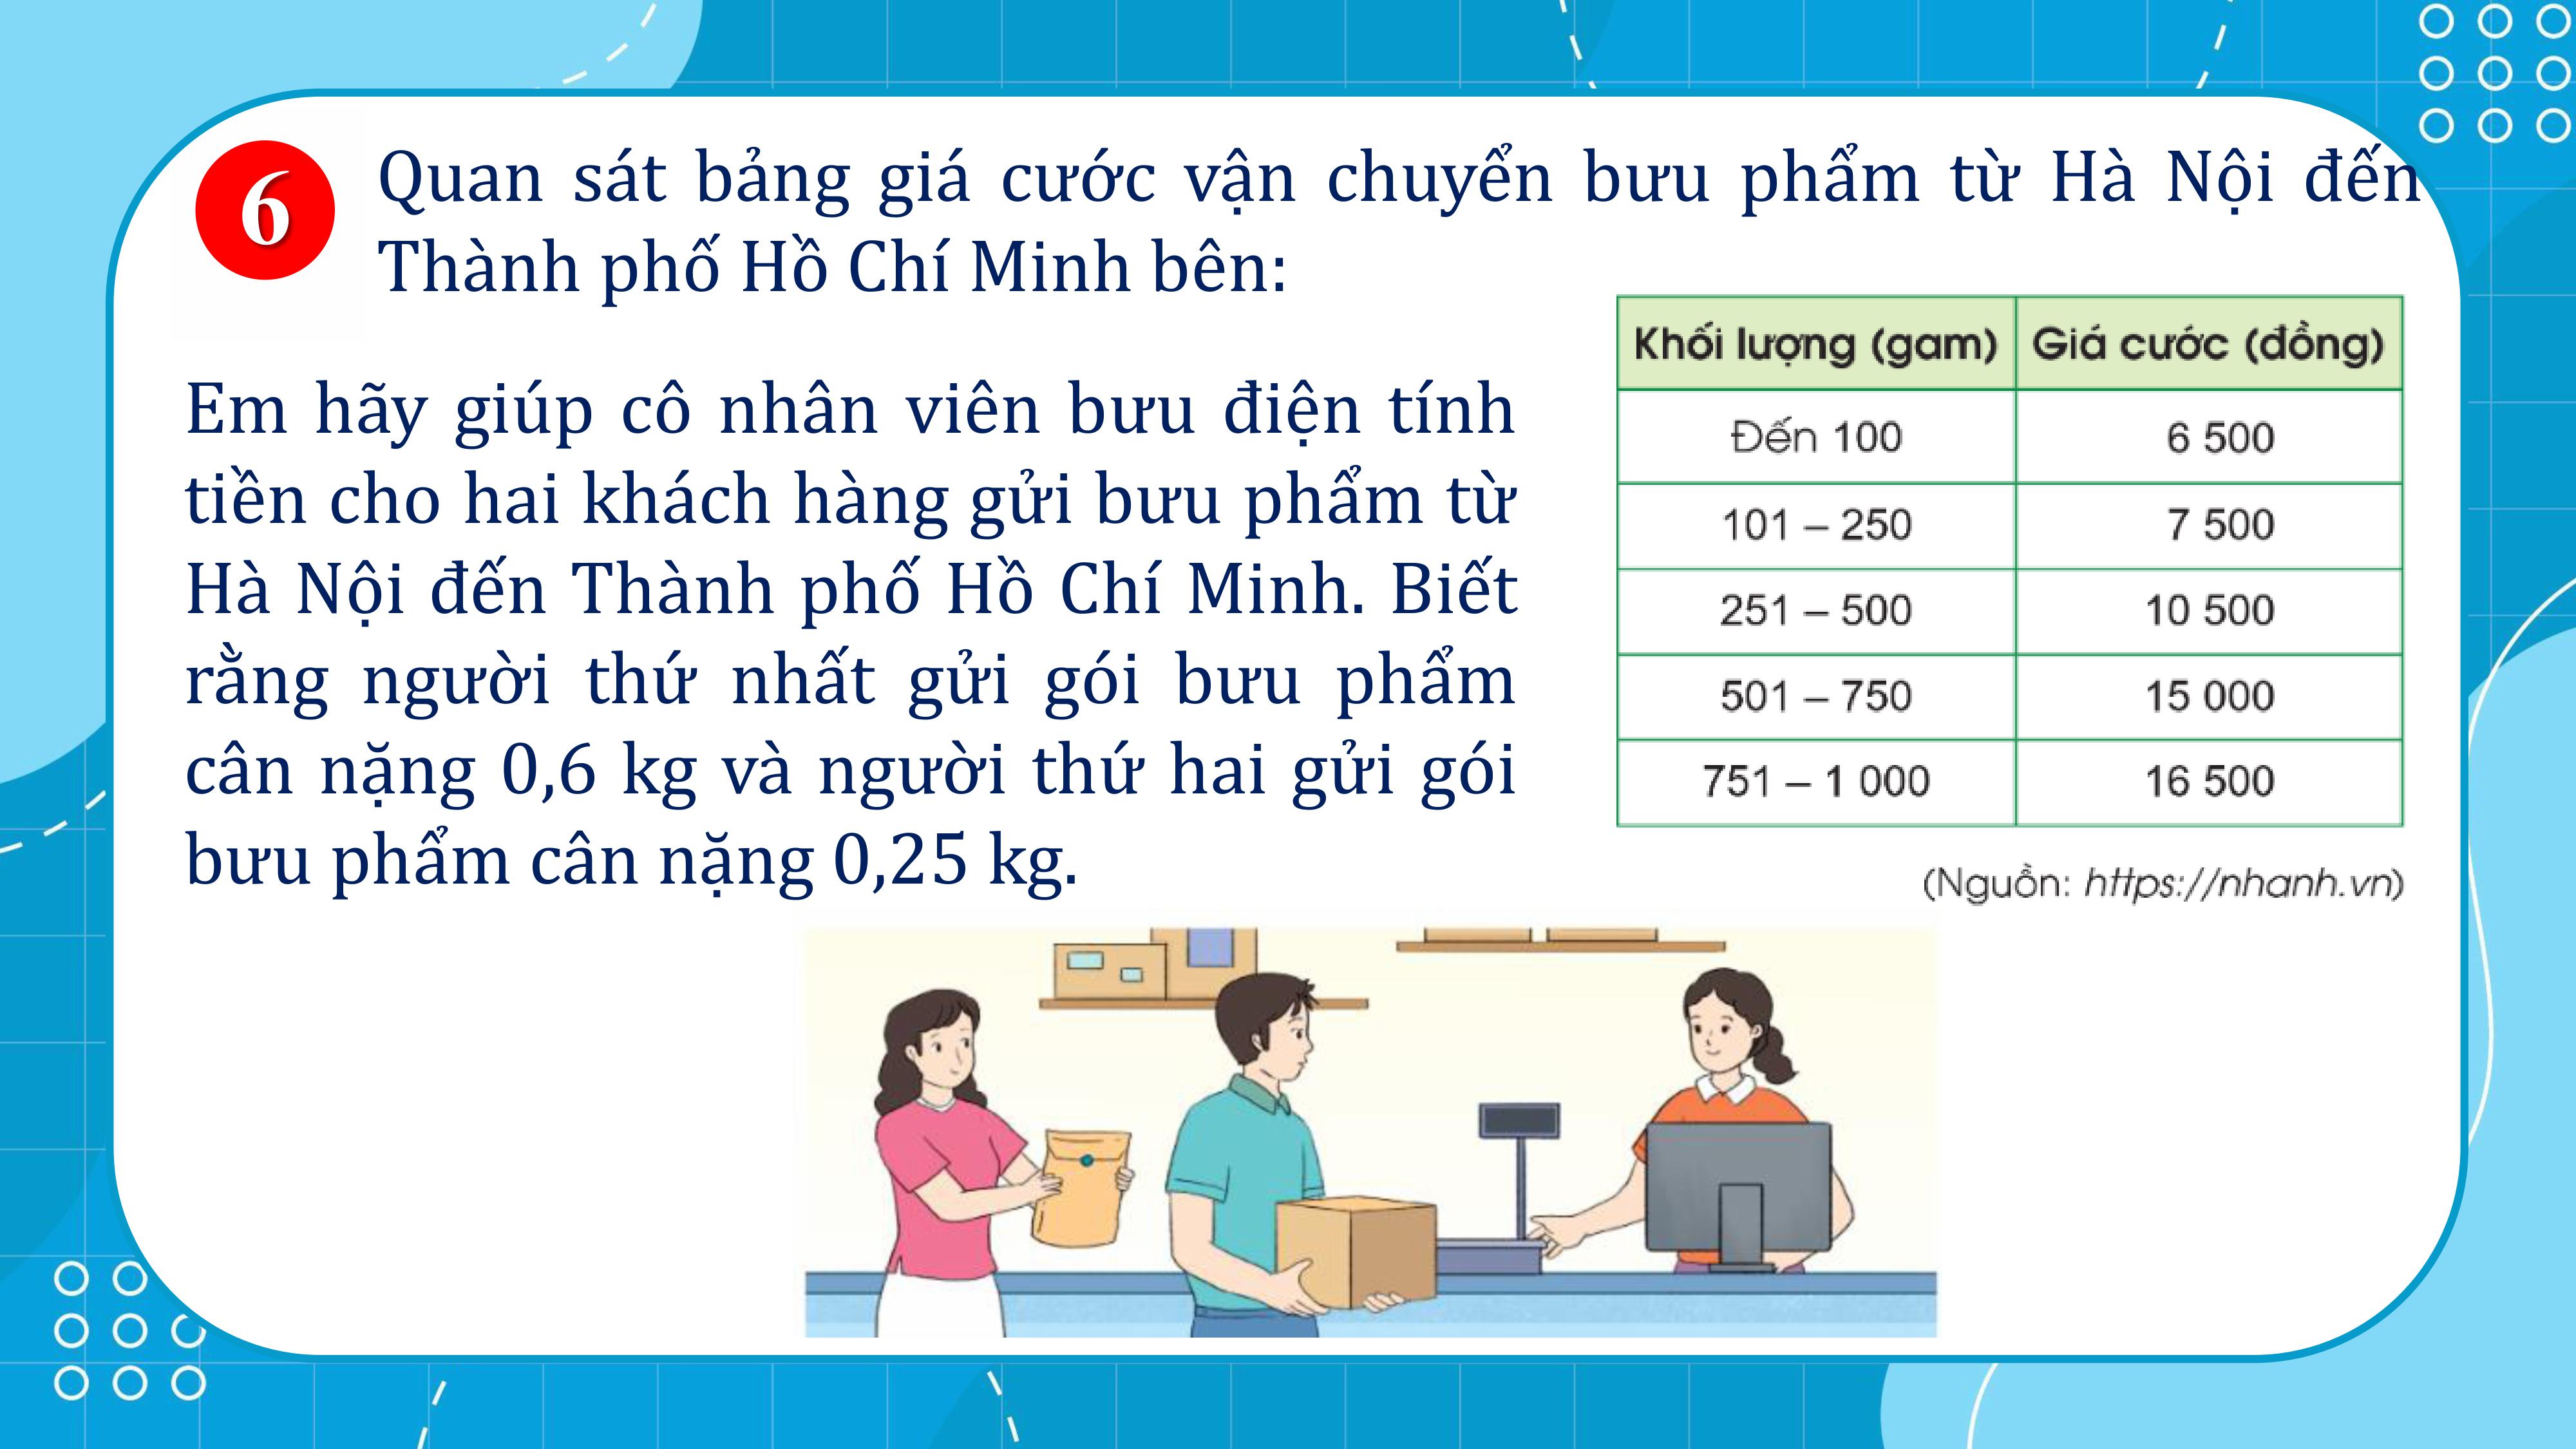 6
Quan sát bảng giá cước vận chuyển bưu phẩm từ Hà Nội đến
Thành phố Hồ Chí Minh bên:
Em hãy giúp cô nhân viên bưu điện tính
tiền cho hai khách hàng gửi bưu phẩm từ
Hà Nội đến Thành phố Hồ Chí Minh. Biết
rằng người thứ nhất gửi gói bưu phẩm
cân nặng 0,6 kg và người thứ hai gửi gói
bưu phẩm cân nặng 0,25 kg.
Khối lượng (gam) Giá cước (đồng)
Đến 100 6 500
101 – 250 7 500
251 – 500 10 500
501 – 750 15 000
751 – 1 000 16 500
(Nguồn: https://nhanh.vn)